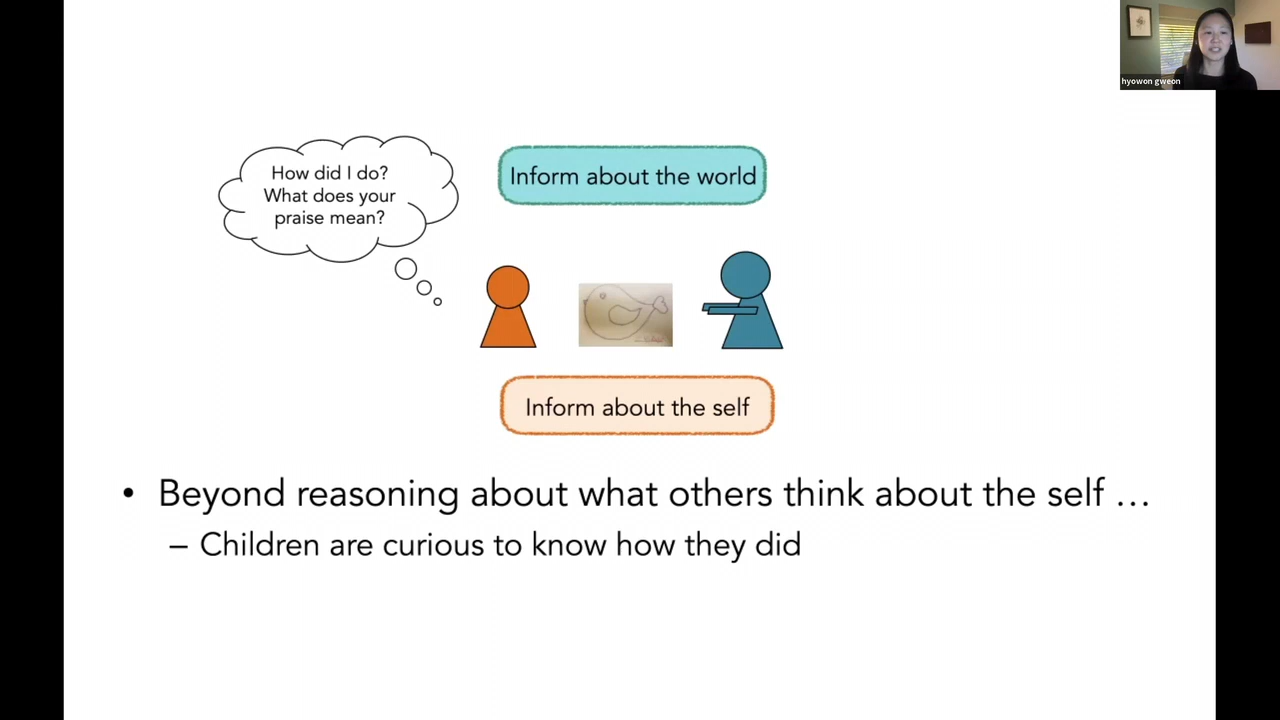 hyowon gweon
How did I do?
What does your
praise mean?
Inform about the world
Inform about the self
• Beyond reasoning about what others think about the self …
– Children are curious to know how they did